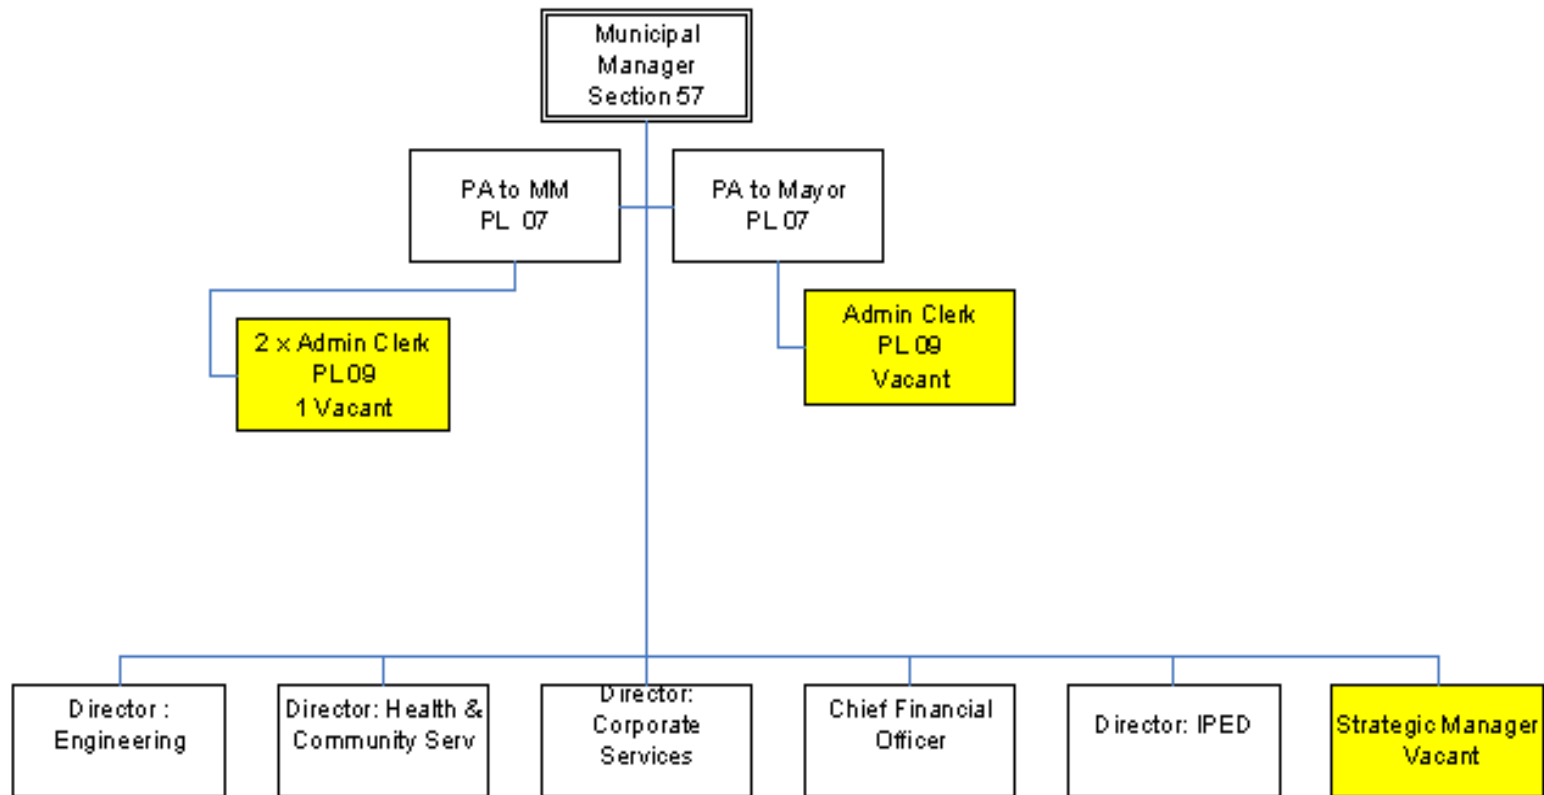 Municipal
Manager
Section 57
PA to MM
PL 07
PA to Mayor
PL 07
2 x Admin Clerk
PL 09
1 Vacant
Admin Clerk
PL 09
Vacant
Director :
Engineering
Director: Health &
Community Serv
Director:
Corporate
Services
Chief Financial
Officer
Director: IPED
Strategic Manager
Vacant